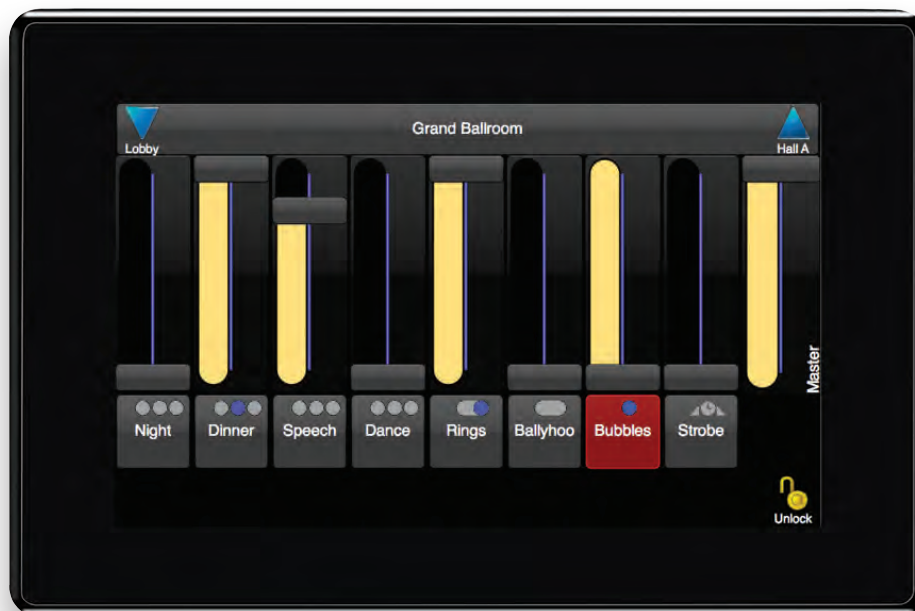 Grand Ballroom
Lobby
Hall A
Master
Night
Dinner
Speech
Dance
Rings
Ballyhoo
Bubbles
Strobe
Unlock